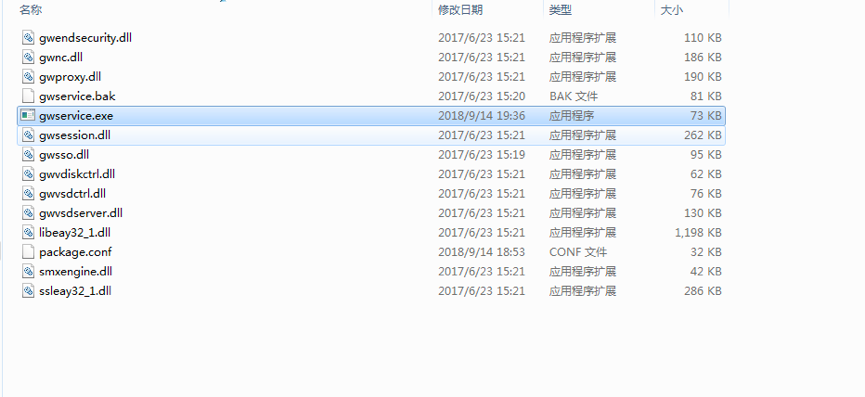 名称 修改日期 类型 大小
gwendsecurity.dll 2017/6/23 15:21 应用程序扩展 110 KB
gwnc.dll 2017/6/23 15:21 应用程序扩展 186 KB
gwproxy.dll 2017/6/23 15:21 应用程序扩展 190 KB
gwservice.bak 2017/6/23 15:20 BAK 文件 81 KB
gwservice.exe 2018/9/14 19:36 应用程序 73 KB
gwsession.dll 2017/6/23 15:21 应用程序扩展 262 KB
gwsso.dll 2017/6/23 15:19 应用程序扩展 95 KB
gwvdiskctrl.dll 2017/6/23 15:21 应用程序扩展 62 KB
gwvsdctrl.dll 2017/6/23 15:21 应用程序扩展 76 KB
gwvsdserver.dll 2017/6/23 15:21 应用程序扩展 130 KB
libeay32_1.dll 2017/6/23 15:21 应用程序扩展 1,198 KB
package.conf 2018/9/14 18:53 CONF 文件 32 KB
smxengine.dll 2017/6/23 15:21 应用程序扩展 42 KB
ssleay32_1.dll 2017/6/23 15:21 应用程序扩展 286 KB